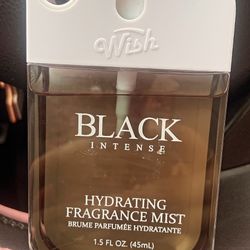 Wish
BLACK
INTENSE
HYDRATING
FRAGRANCE MIST
BRUME PARFUMÉE HYDRATANTE
1.5 FL OZ. (45mL)